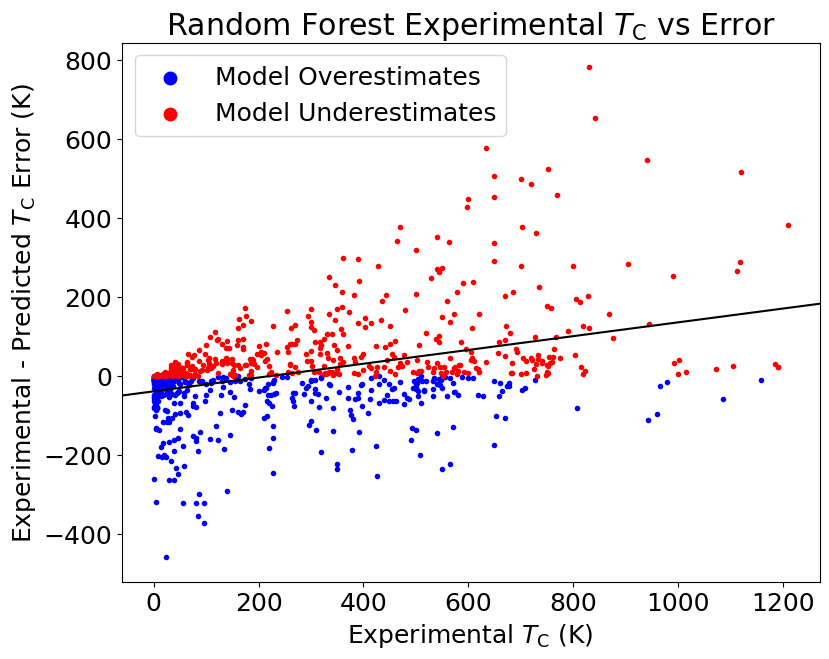 Random Forest Experimental T_C vs Error
Model Overestimates
Model Underestimates
Experimental - Predicted T_C Error (K)
800
600
400
200
0
−200
−400
0 200 400 600 800 1000 1200
Experimental T_C (K)